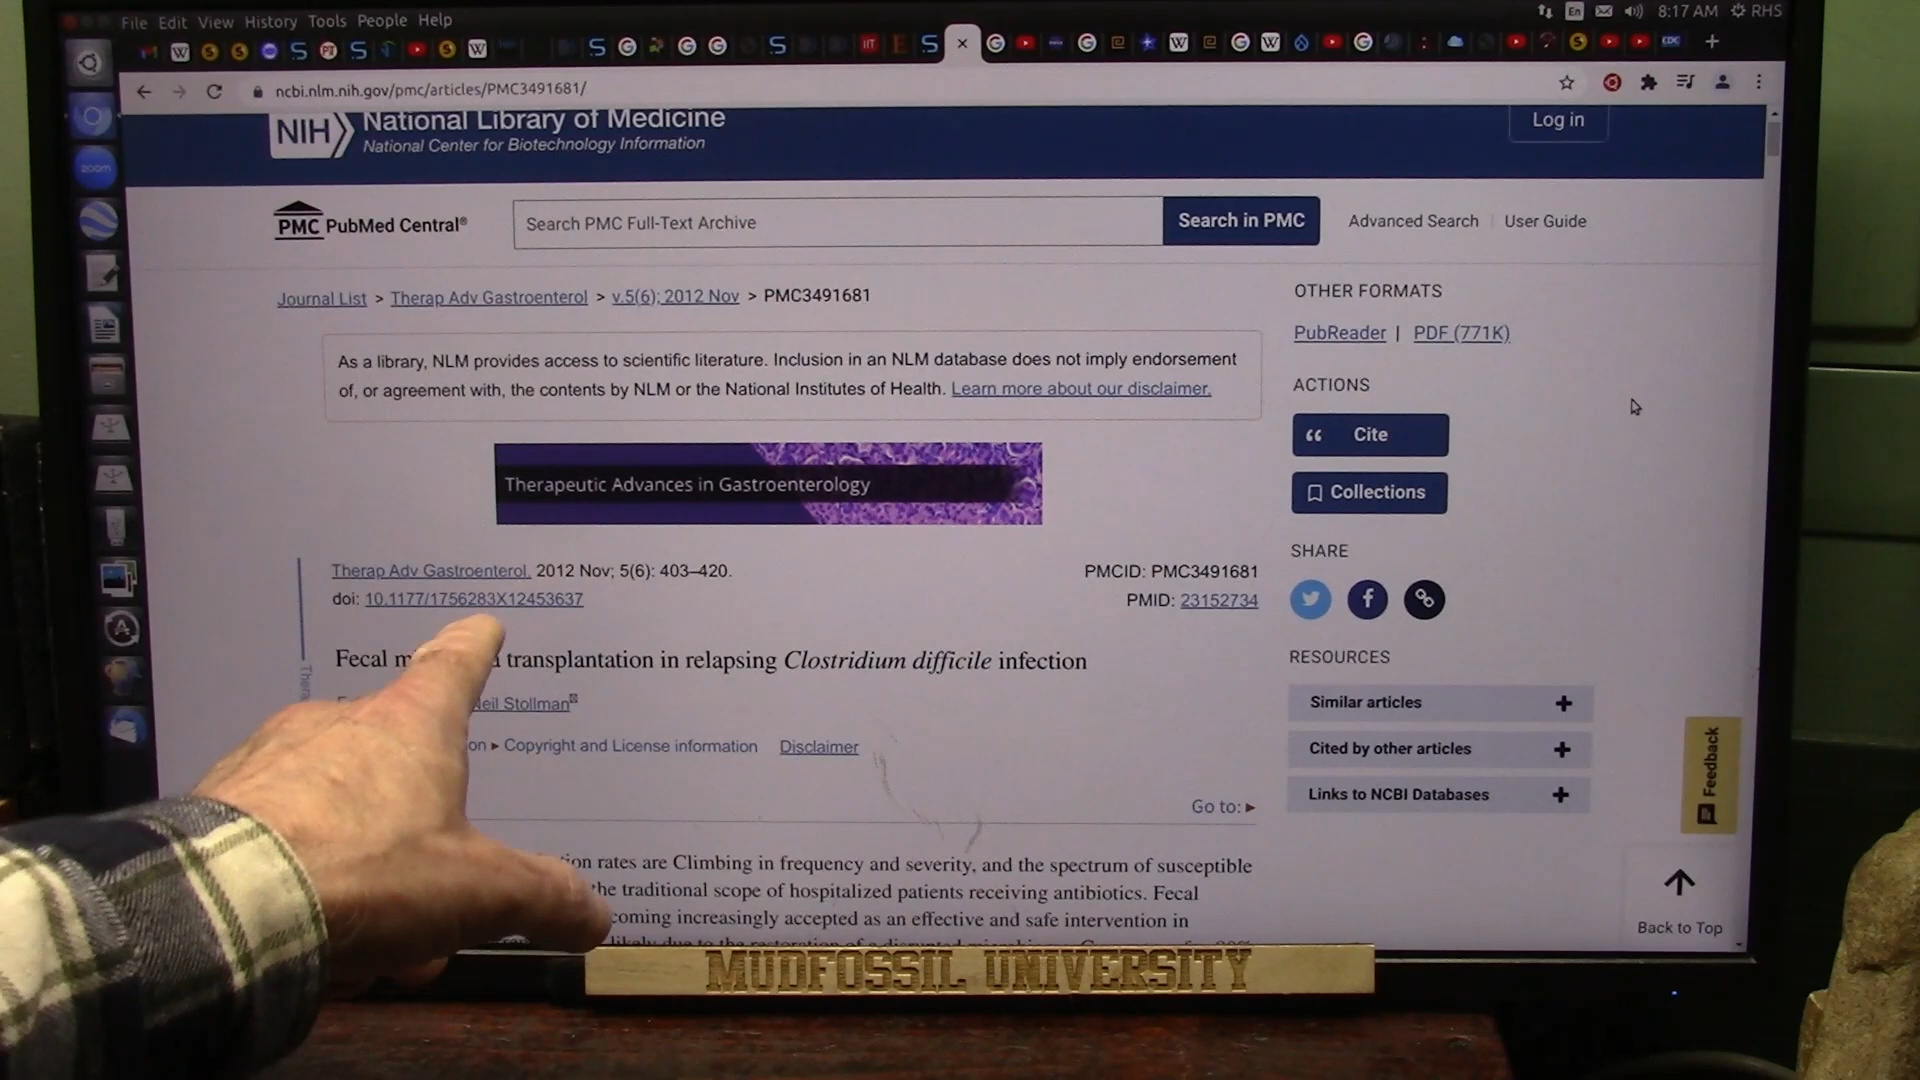 File Edit View History Tools People Help
En 8:17 AM RHS
ncbi.nlm.nih.gov/pmc/articles/PMC3491681/
NIH National Library of Medicine
National Center for Biotechnology Information
Log in
zoom
PMC PubMed Central®
Search PMC Full-Text Archive
Search in PMC
Advanced Search
User Guide
Journal List > Therap Adv Gastroenterol > v.5(6); 2012 Nov > PMC3491681
As a library, NLM provides access to scientific literature. Inclusion in an NLM database does not imply endorsement
of, or agreement with, the contents by NLM or the National Institutes of Health. Learn more about our disclaimer.
Therapeutic Advances in Gastroenterology
Therap Adv Gastroenterol. 2012 Nov; 5(6): 403–420.
doi: 10.1177/1756283X12453637
PMCID: PMC3491681
PMID: 23152734
Fecal transplantation in relapsing Clostridium difficile infection
Neil Stollman
Copyright and License information Disclaimer
Go to:
rates are Climbing in frequency and severity, and the spectrum of susceptible
the traditional scope of hospitalized patients receiving antibiotics. Fecal
increasingly accepted as an effective and safe intervention in
OTHER FORMATS
PubReader | PDF (771K)
ACTIONS
Cite
Collections
SHARE
RESOURCES
Similar articles
Cited by other articles
Links to NCBI Databases
Feedback
Back to Top
MUDFOSSIL UNIVERSITY